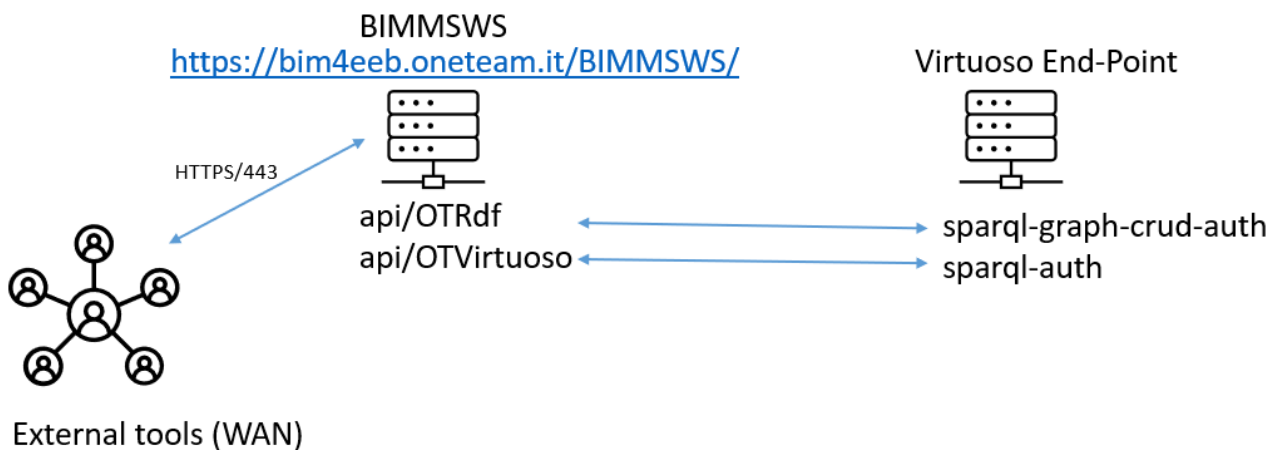 BIMMSWS
https://bim4eeb.oneteam.it/BIMMSWS/
Virtuoso End-Point
HTTPS/443
api/OTRdf
api/OTVirtuoso
sparql-graph-crud-auth
sparql-auth
External tools (WAN)